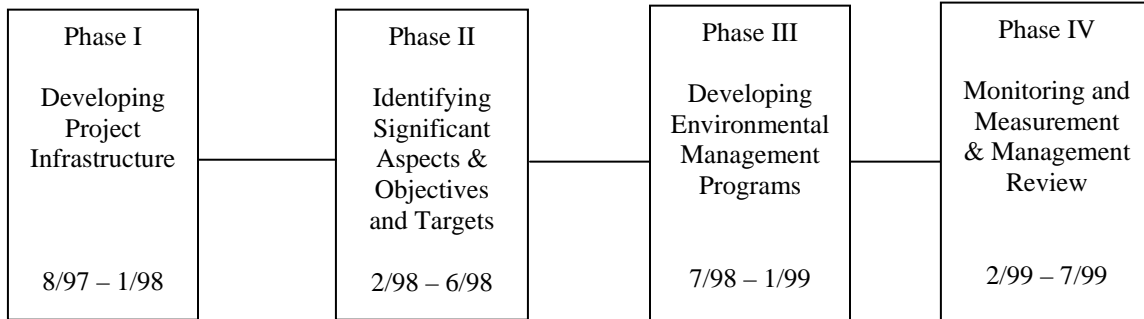 Phase I
Developing
Project
Infrastructure
8/97 – 1/98
Phase II
Identifying
Significant
Aspects &
Objectives
and Targets
2/98 – 6/98
Phase III
Developing
Environmental
Management
Programs
7/98 – 1/99
Phase IV
Monitoring and
Measurement
& Management
Review
2/99 – 7/99